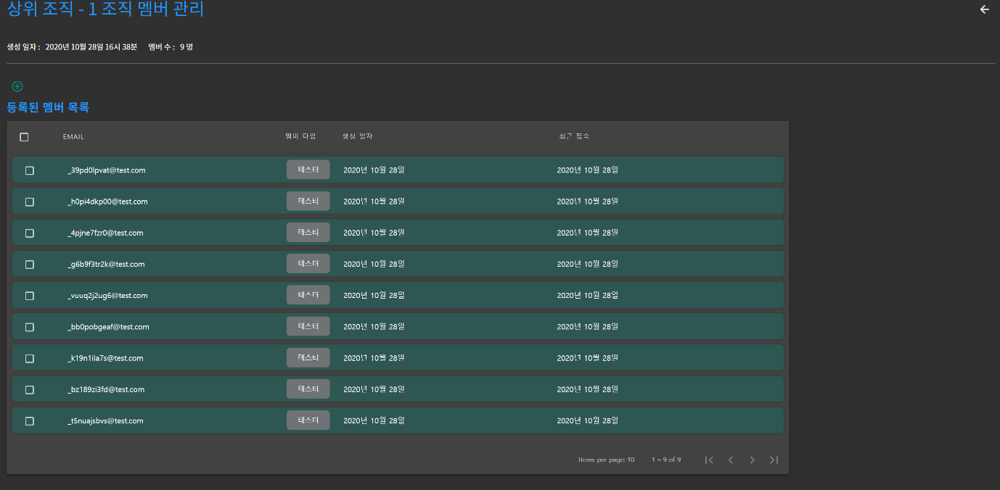 상위 조직 - 1 조직 멤버 관리
생성 일자 : 2020년 10월 28일 16시 38분 멤버 수 : 9 명
등록된 멤버 목록
EMAIL 멤버 타입 생성 일자 최근 접속
_39pd0lpvat@test.com 테스터 2020년 10월 28일 2020년 10월 28일
_h0pi4dkp00@test.com 테스터 2020년 10월 28일 2020년 10월 28일
_4pjne7fzr0@test.com 테스터 2020년 10월 28일 2020년 10월 28일
_g6b9f3tr2k@test.com 테스터 2020년 10월 28일 2020년 10월 28일
_vuuq2j2ug6@test.com 테스터 2020년 10월 28일 2020년 10월 28일
_bb0pobgeaf@test.com 테스터 2020년 10월 28일 2020년 10월 28일
_k19n1ila7s@test.com 테스터 2020년 10월 28일 2020년 10월 28일
_bz189zi3fd@test.com 테스터 2020년 10월 28일 2020년 10월 28일
_t5nuajsbvs@test.com 테스터 2020년 10월 28일 2020년 10월 28일
Items per page: 10 1 – 9 of 9